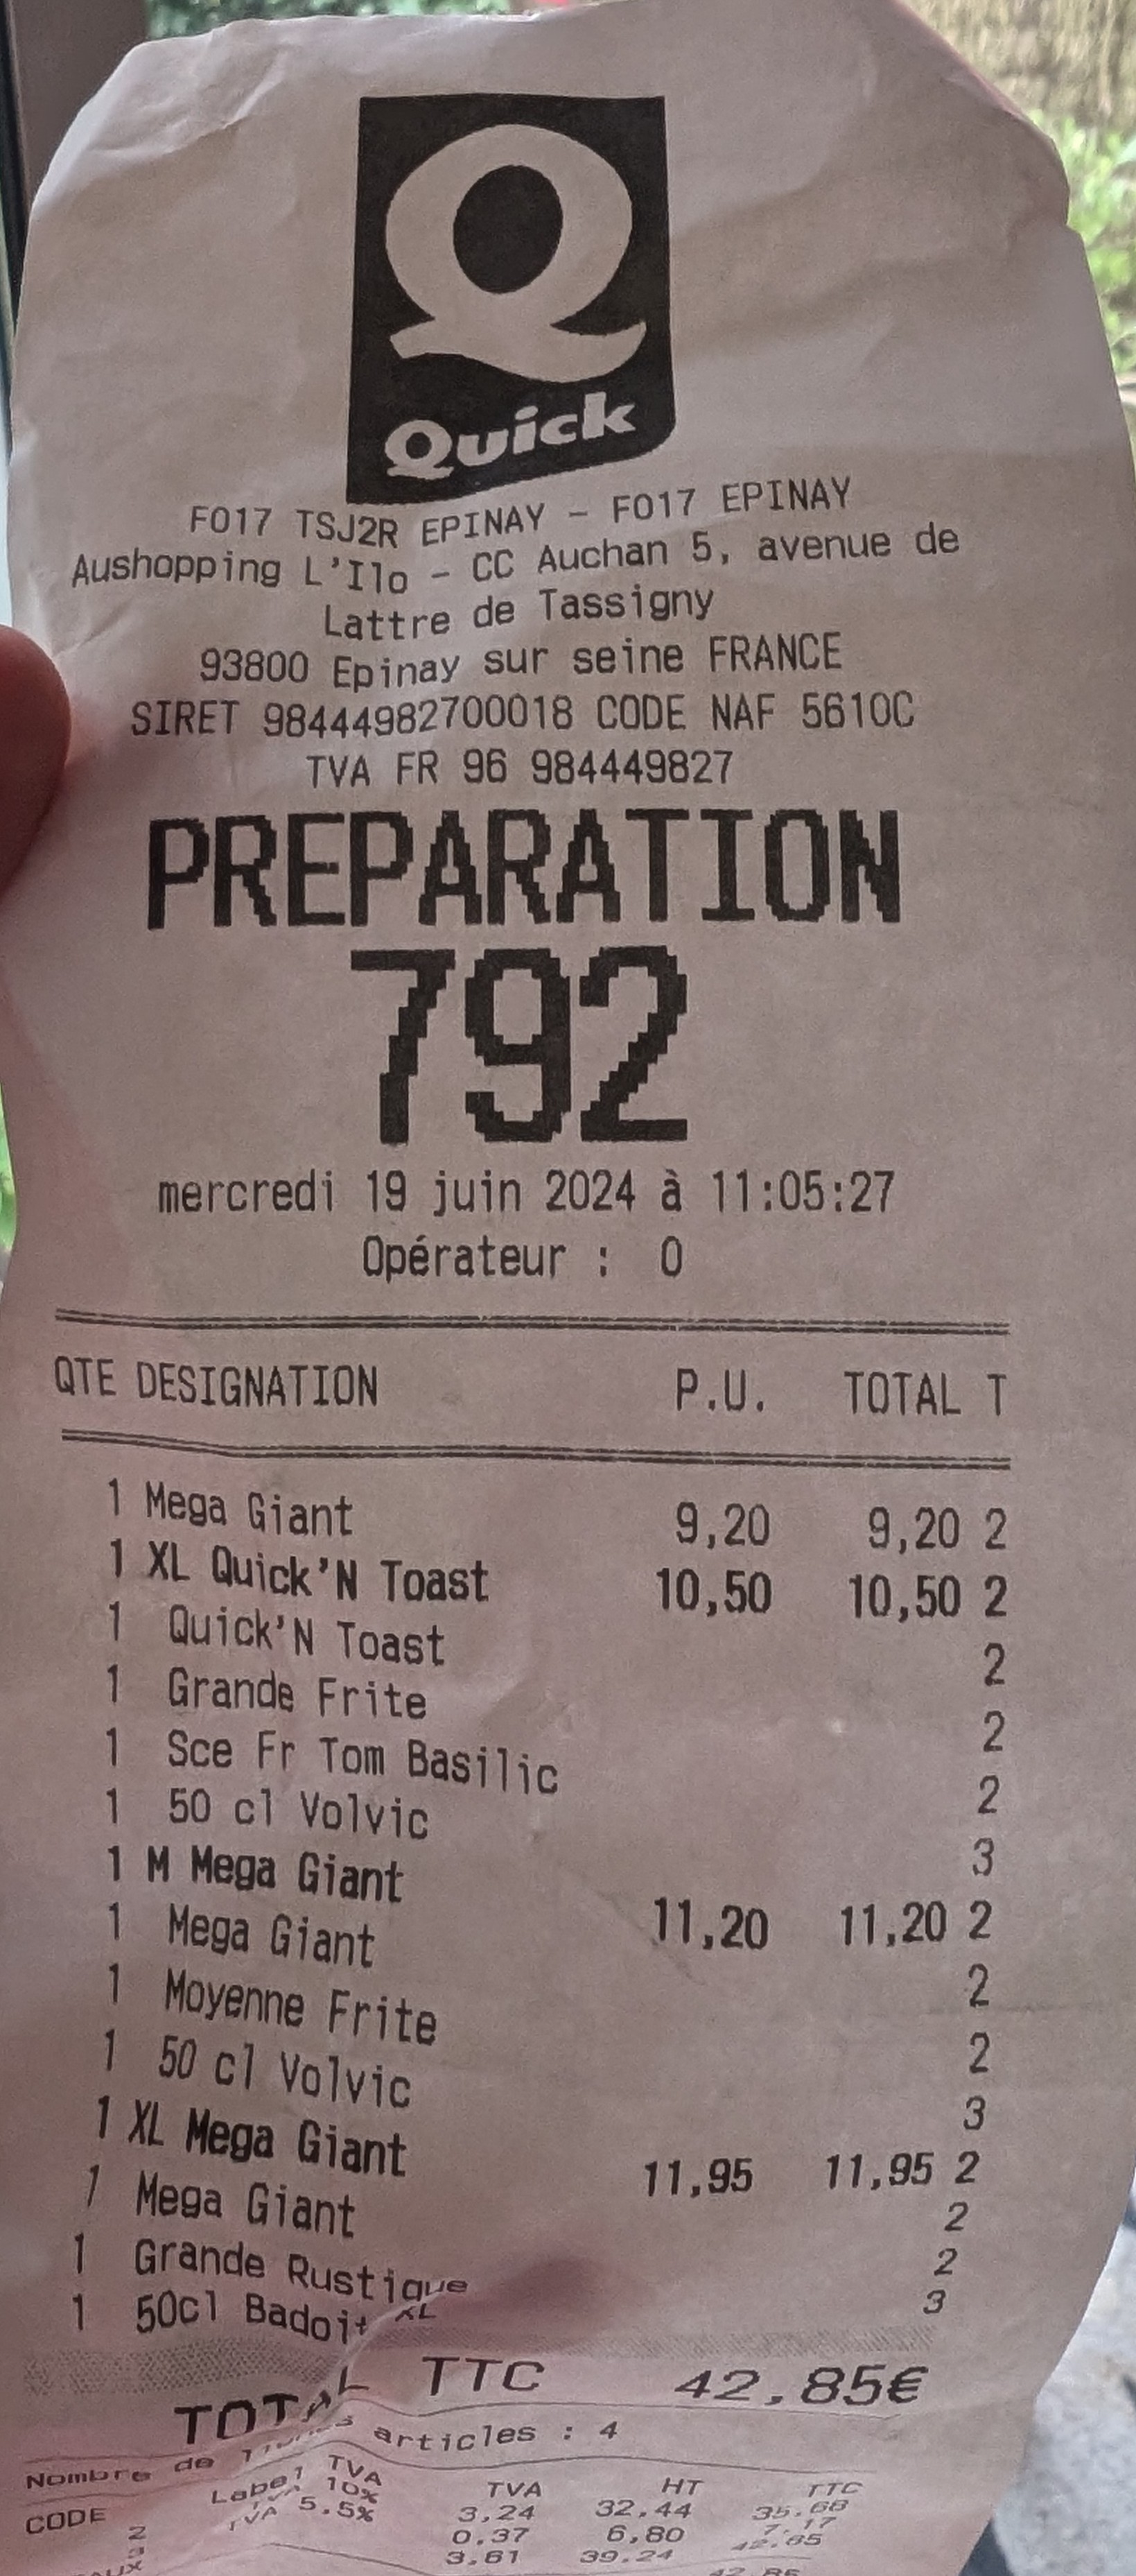 Q
Quick
F017 TSJ2R EPINAY - F017 EPINAY
Aushopping L'Ilo - CC Auchan 5, avenue de
Lattre de Tassigny
93800 Epinay sur seine FRANCE
SIRET 98444982700018 CODE NAF 5610C
TVA FR 96 984449827
PREPARATION
792
mercredi 19 juin 2024 à 11:05:27
Opérateur : 0
QTE DESIGNATION P.U. TOTAL T
1 Mega Giant 9,20 9,20 2
1 XL Quick'N Toast 10,50 10,50 2
1 Quick'N Toast 2
1 Grande Frite 2
1 Sce Fr Tom Basilic 2
1 50 cl Volvic 3
1 M Mega Giant 11,20 11,20 2
1 Mega Giant 2
1 Moyenne Frite 2
1 50 cl Volvic 3
1 XL Mega Giant 11,95 11,95 2
1 Mega Giant 2
1 Grande Rustique 2
1 50cl Badoit XL 3
TOTAL TTC 42,85€
Nombre de lignes articles : 4
CODE Label TVA TVA HT TTC
2 TVA 10% 3,24 32,44 35.68
3 TVA 5.5% 0.37 6,80 7.17
3,61 39.24 42.85